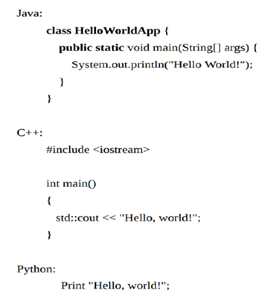 Java:
class HelloWorldApp {
public static void main(String[] args) {
System.out.println("Hello World!");
}
}
C++:
#include <iostream>
int main()
{
std::cout << "Hello, world!";
}
Python:
Print "Hello, world!";